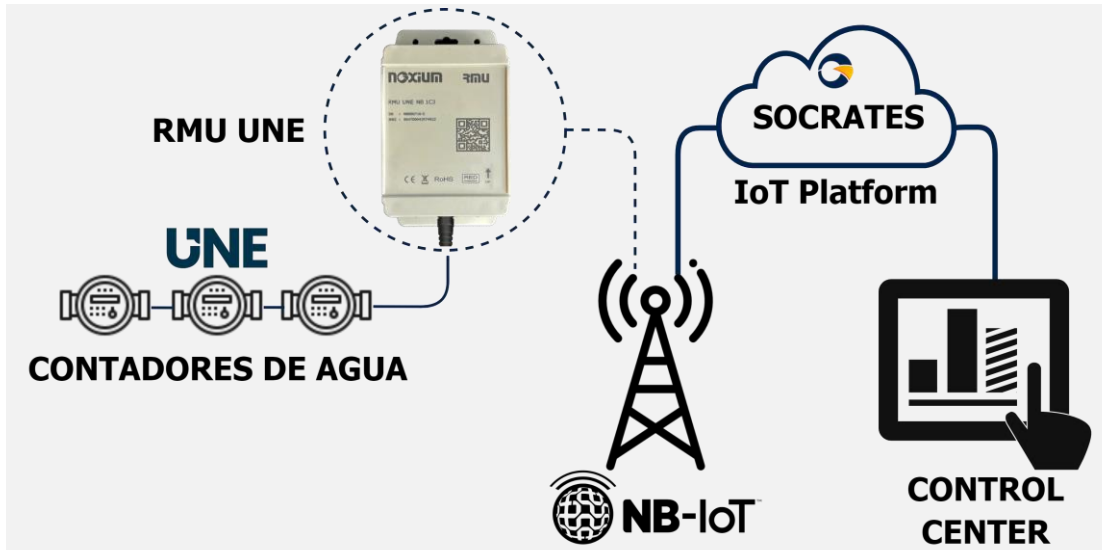 RMU UNE
noxium RMU
RMU UNE NB IC2
CE RoHS
SOCRATES
IoT Platform
UNE
CONTADORES DE AGUA
NB-IoT
CONTROL
CENTER